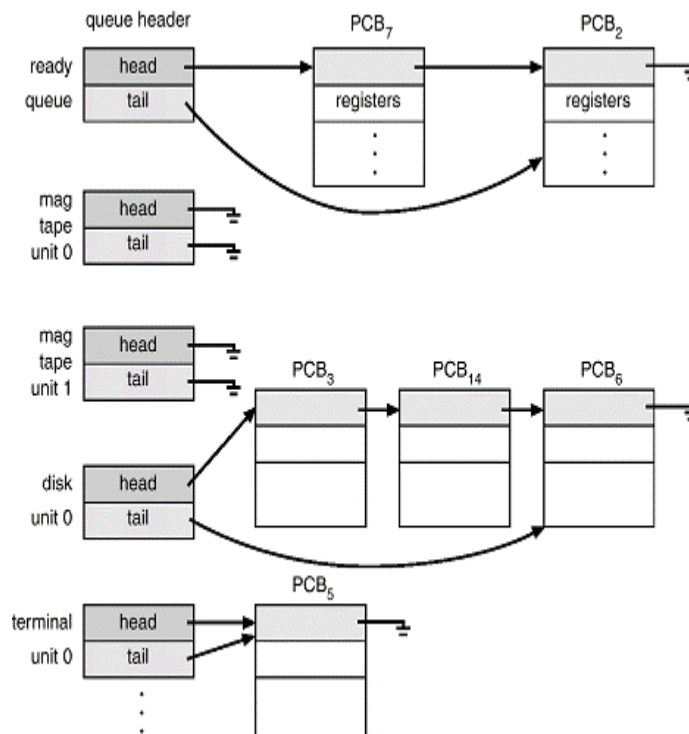 queue header
PCB7
PCB2
ready
queue
head
tail
registers
registers
mag
tape
unit 0
head
tail
mag
tape
unit 1
head
tail
PCB3
PCB14
PCB6
disk
unit 0
head
tail
PCB5
terminal
unit 0
head
tail